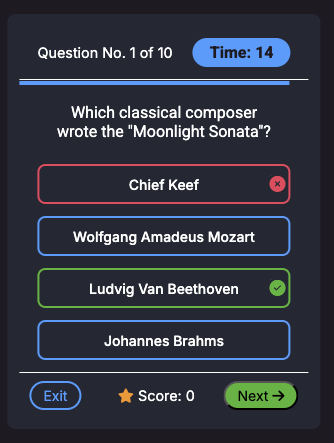 Question No. 1 of 10
Time: 14
Which classical composer
wrote the "Moonlight Sonata"?
Chief Keef
Wolfgang Amadeus Mozart
Ludvig Van Beethoven
Johannes Brahms
Exit
Score: 0
Next →